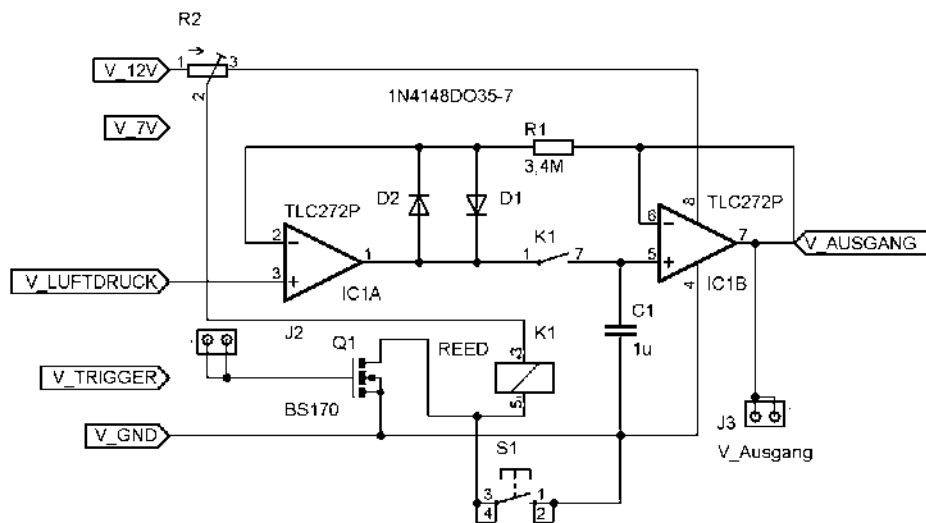 R2
V_12V
1
3
2
V_7V
1N4148DO35-7
R1
3,4M
D2
D1
TLC272P
TLC272P
8
6
7
5
4
2
1
3
K1
1
7
V_AUSGANG
V_LUFTDRUCK
IC1A
IC1B
C1
1u
J2
Q1
REED
K1
3
5
V_TRIGGER
BS170
V_GND
S1
J3
V_Ausgang
3
4
1
2